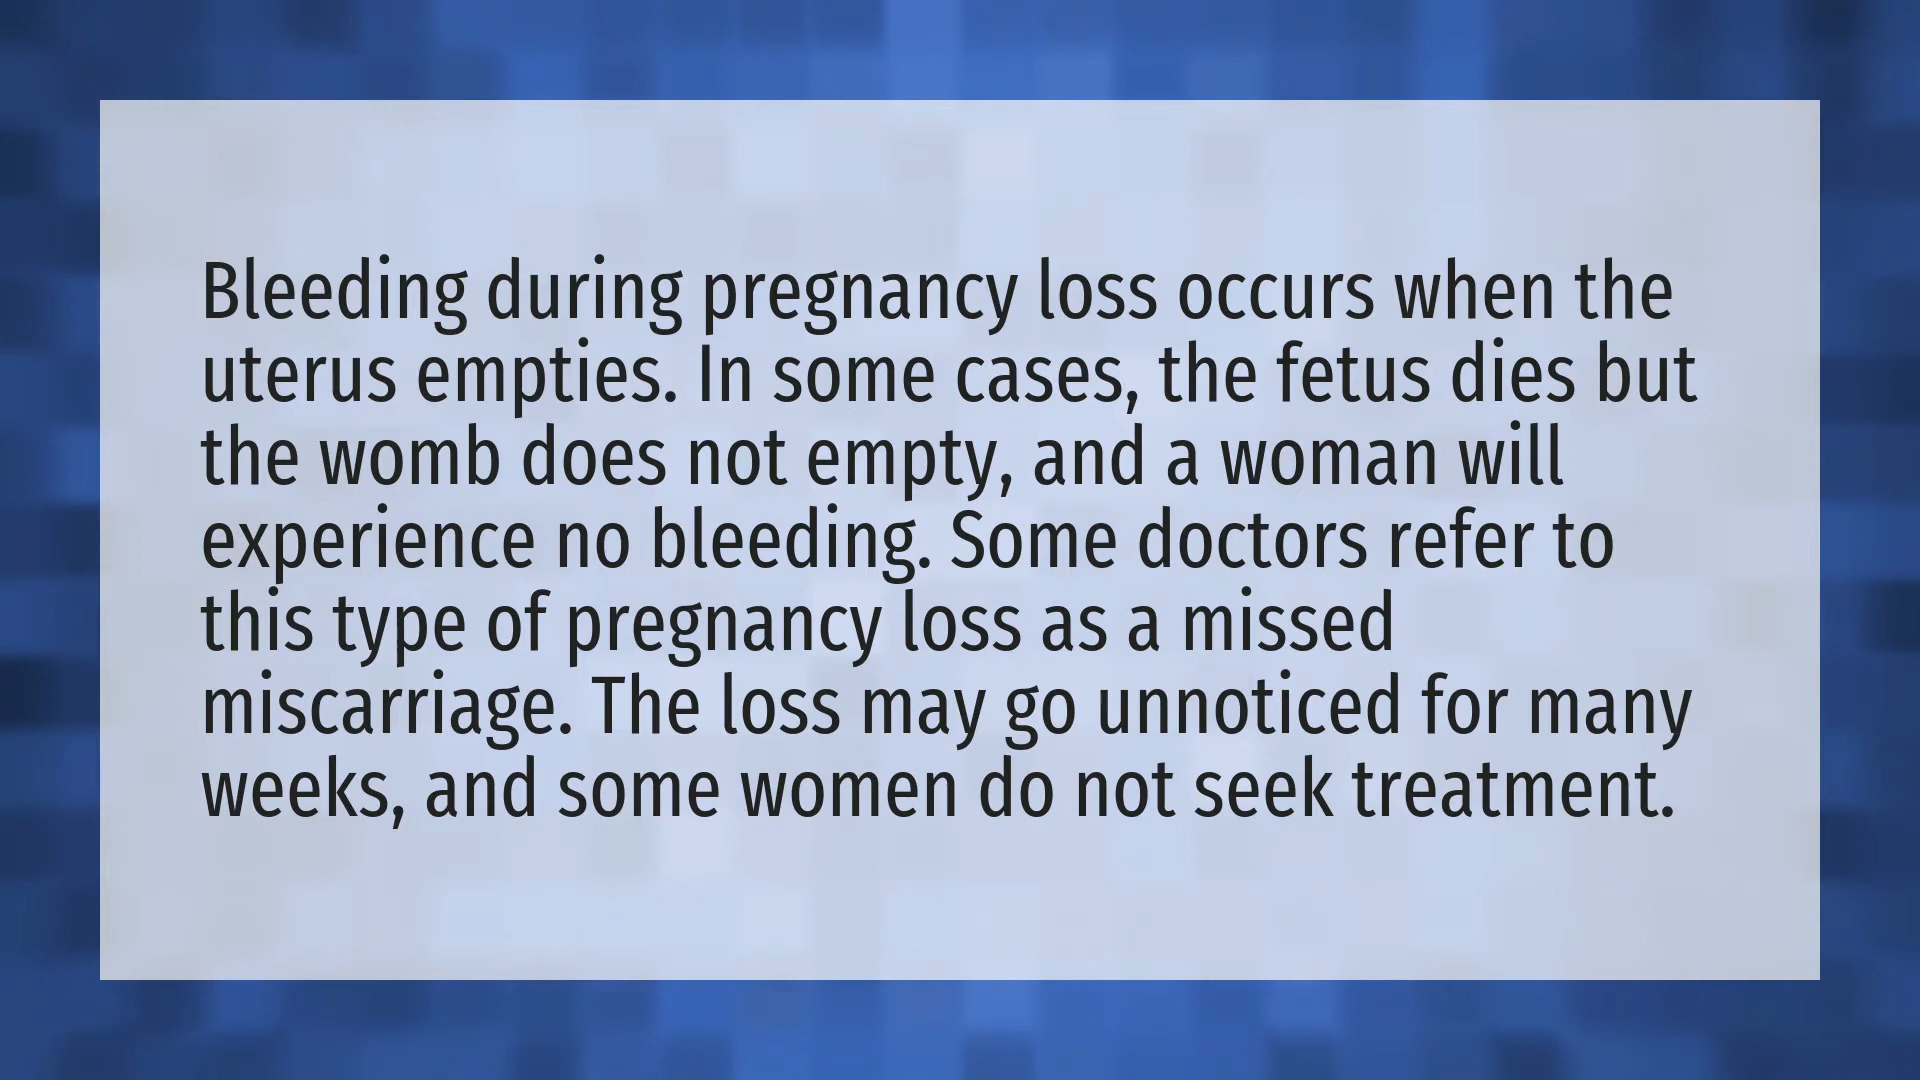 Bleeding during pregnancy loss occurs when the
uterus empties. In some cases, the fetus dies but
the womb does not empty, and a woman will
experience no bleeding. Some doctors refer to
this type of pregnancy loss as a missed
miscarriage. The loss may go unnoticed for many
weeks, and some women do not seek treatment.